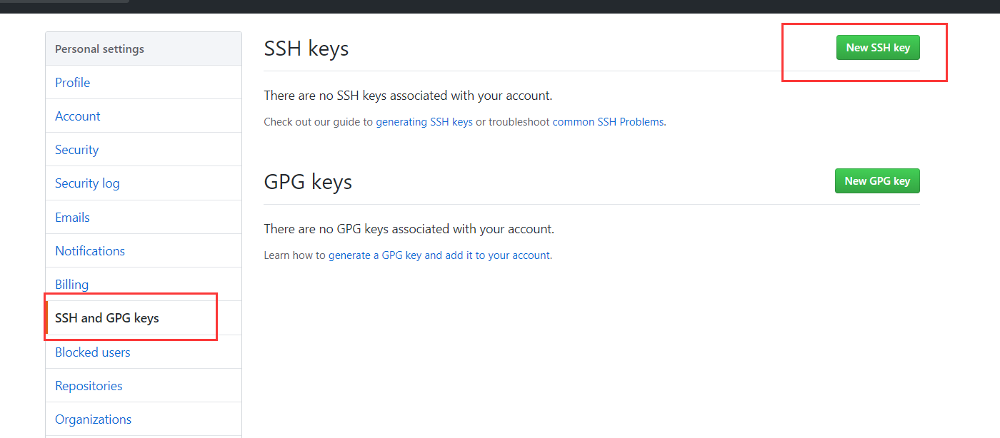 Personal settings
Profile
Account
Security
Security log
Emails
Notifications
Billing
SSH and GPG keys
Blocked users
Repositories
Organizations
SSH keys
New SSH key
There are no SSH keys associated with your account.
Check out our guide to generating SSH keys or troubleshoot common SSH Problems.
GPG keys
New GPG key
There are no GPG keys associated with your account.
Learn how to generate a GPG key and add it to your account.